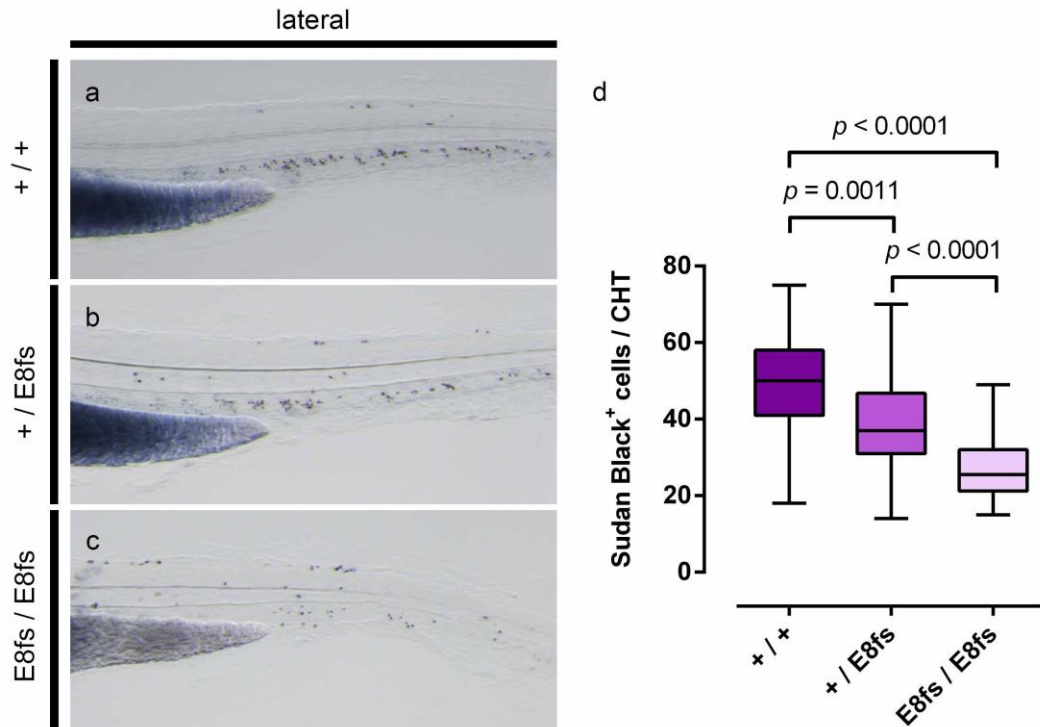 lateral
a
+ / +
b
+ / E8fs
c
E8fs / E8fs
d
p < 0.0001
p = 0.0011
p < 0.0001
Sudan Black⁺ cells / CHT
80
60
40
20
0
+ / +
+ / E8fs
E8fs / E8fs